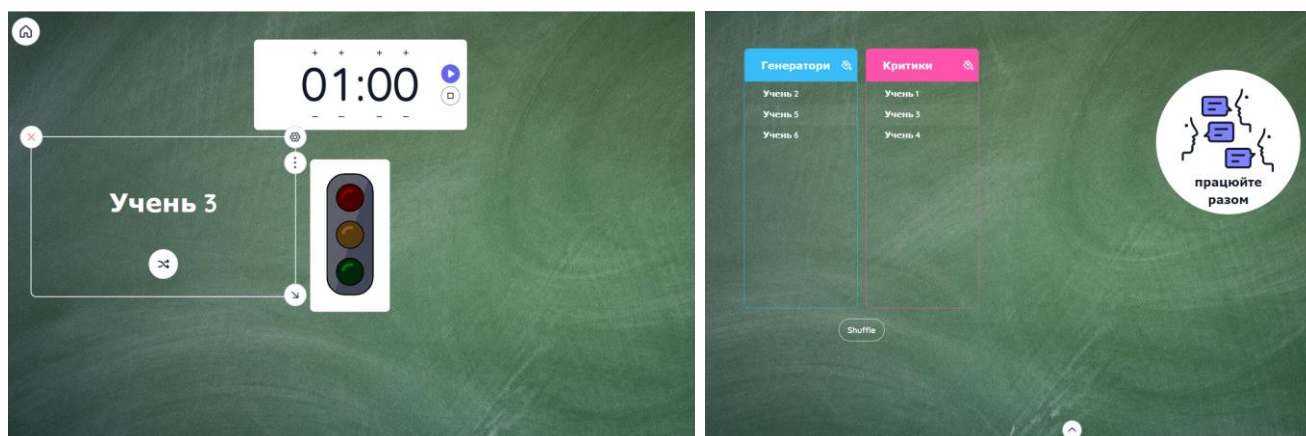 01:00
Учень 3
Генератори
Учень 2
Учень 5
Учень 6
Критики
Учень 1
Учень 3
Учень 4
Shuffle
працюйте
разом